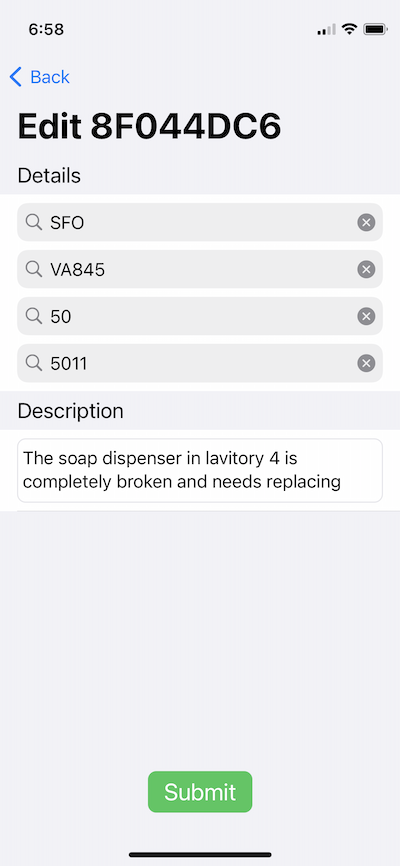 6:58
Back
Edit 8F044DC6
Details
SFO
VA845
50
5011
Description
The soap dispenser in lavitory 4 is
completely broken and needs replacing
Submit